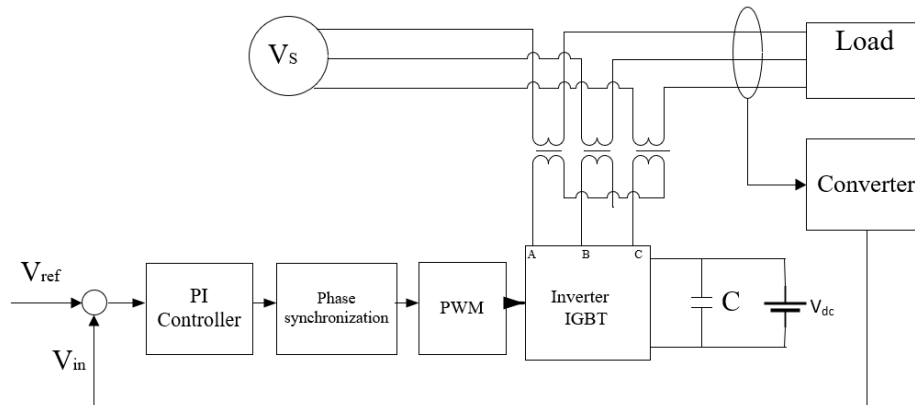 Vs
Load
Converter
A B C
Vref
PI
Controller
Phase
synchronization
PWM
Inverter
IGBT
C
Vdc
Vin